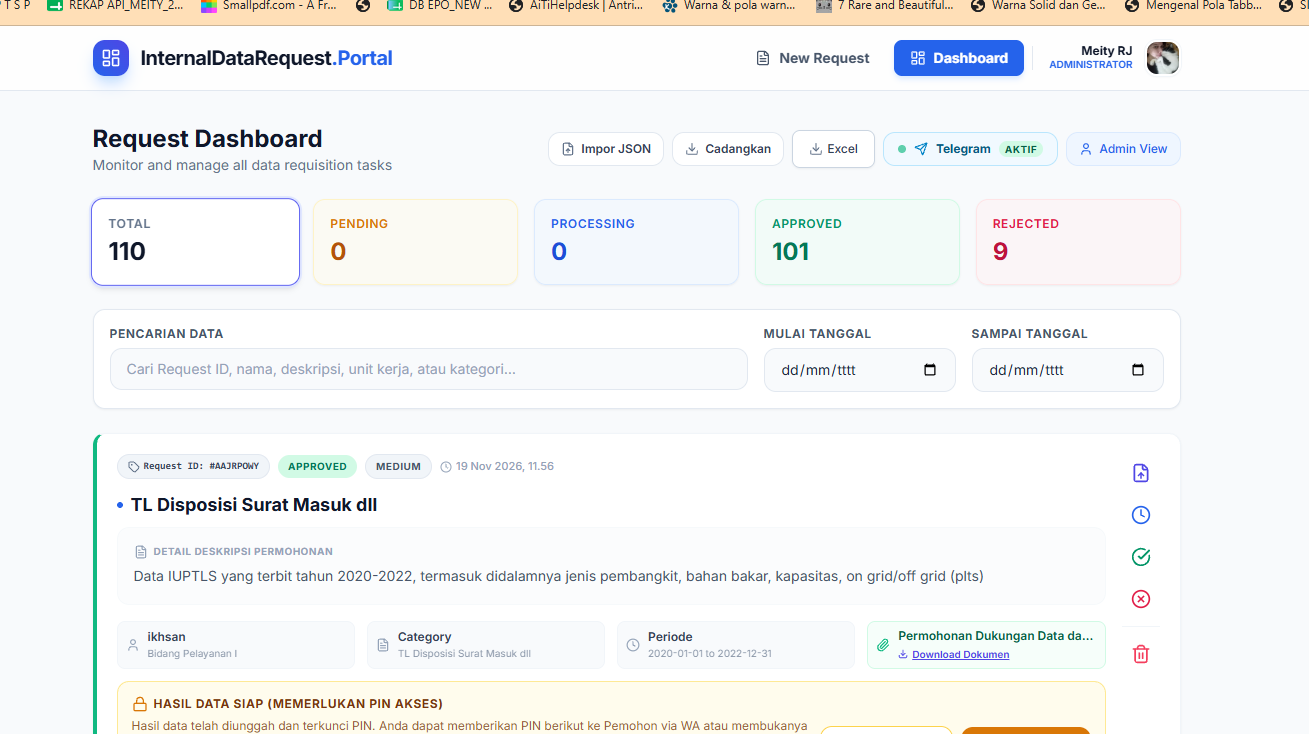 T S P REKAP API_MEITY_2... Smallpdf.com - A Fr... DB EPO_NEW ... AiTiHelpdesk | Antri... Warna & pola warn... 7 Rare and Beautiful... Warna Solid dan Ge... Mengenal Pola Tabb...
InternalDataRequest.Portal New Request Dashboard Meity RJ
ADMINISTRATOR
Request Dashboard
Monitor and manage all data requisition tasks
Impor JSON Cadangkan Excel Telegram AKTIF Admin View
TOTAL PENDING PROCESSING APPROVED REJECTED
110 0 0 101 9
PENCARIAN DATA MULAI TANGGAL SAMPAI TANGGAL
Cari Request ID, nama, deskripsi, unit kerja, atau kategori... dd/mm/tttt dd/mm/tttt
Request ID: #AAJRPOWY APPROVED MEDIUM 19 Nov 2026, 11.56
• TL Disposisi Surat Masuk dll
DETAIL DESKRIPSI PERMOHONAN
Data IUPTLS yang terbit tahun 2020-2022, termasuk didalamnya jenis pembangkit, bahan bakar, kapasitas, on grid/off grid (plts)
ikhsan Category Periode Permohonan Dukungan Data da...
Bidang Pelayanan I TL Disposisi Surat Masuk dll 2020-01-01 to 2022-12-31 Download Dokumen
HASIL DATA SIAP (MEMERLUKAN PIN AKSES)
Hasil data telah diunggah dan terkunci PIN. Anda dapat memberikan PIN berikut ke Pemohon via WA atau membukanya